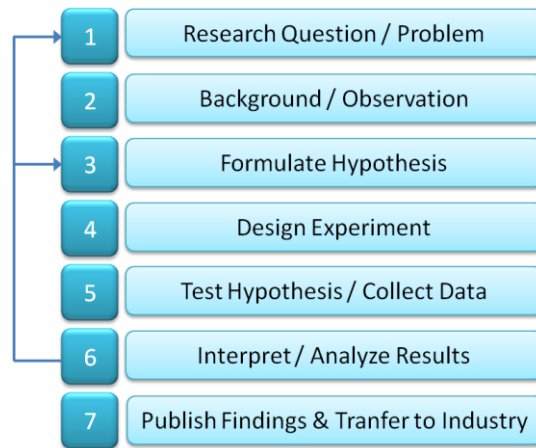 1 Research Question / Problem
2 Background / Observation
3 Formulate Hypothesis
4 Design Experiment
5 Test Hypothesis / Collect Data
6 Interpret / Analyze Results
7 Publish Findings & Tranfer to Industry